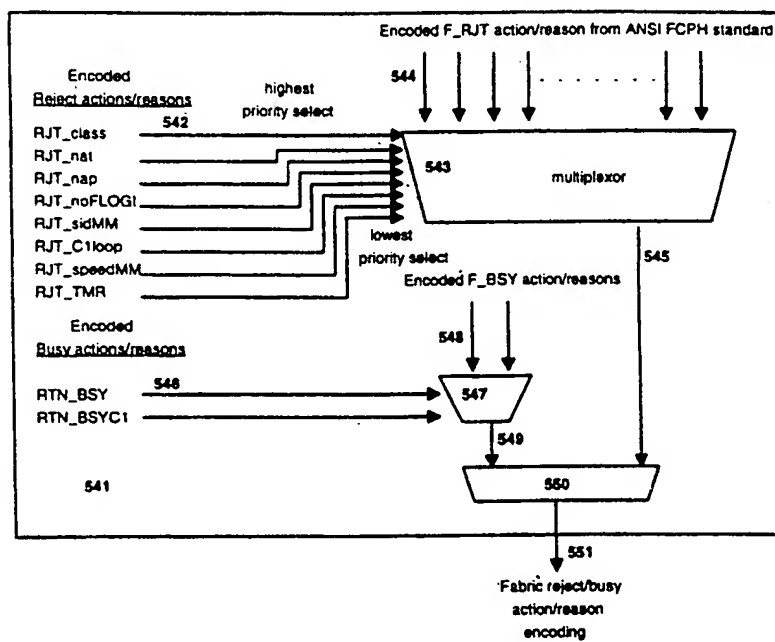 Encoded F_RJT action/reason from ANSI FCPH standard
544
Encoded
Reject actions/reasons
highest
priority select
542
RJT_class
RJT_nat
RJT_nap
RJT_noFLOGI
RJT_sidMM
RJT_C1loop
RJT_speedMM
RJT_TMR
543
multiplexor
lowest
priority select
545
Encoded F_BSY action/reasons
548
Encoded
Busy actions/reasons
546
RTN_BSY
RTN_BSYC1
547
549
541
550
551
Fabric reject/busy
action/reason
encoding